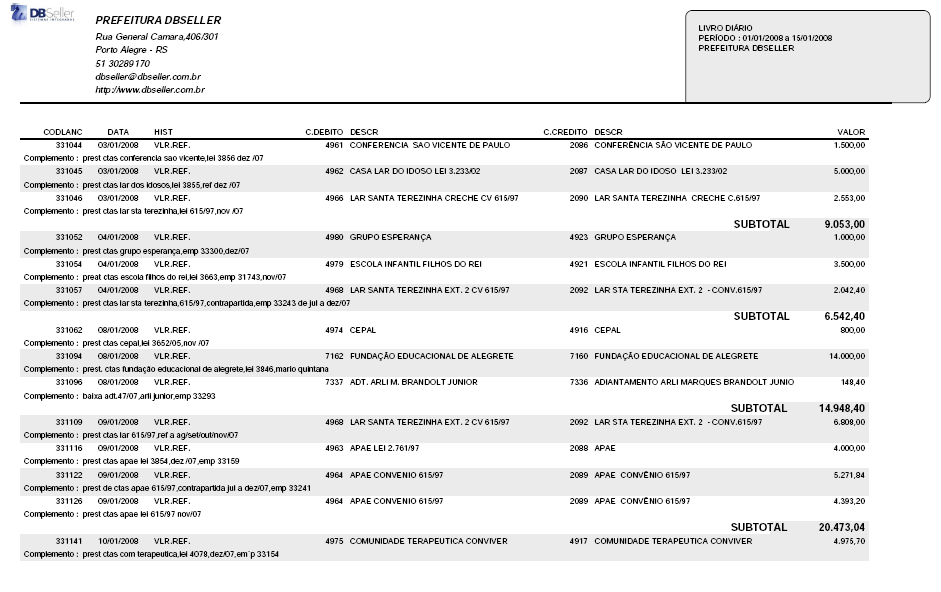 DBSeller
PREFEITURA DBSELLER
Rua General Camara,406/301
Porto Alegre - RS
51 30289170
dbseller@dbseller.com.br
http://www.dbseller.com.br
LIVRO DIÁRIO
PERÍODO : 01/01/2008 a 15/01/2008
PREFEITURA DBSELLER
CODLANC DATA HIST C.DEBITO DESCR C.CREDITO DESCR VALOR
331044 03/01/2008 VLR.REF. 4961 CONFERENCIA SAO VICENTE DE PAULO 2086 CONFERÊNCIA SÃO VICENTE DE PAULO 1.500,00
Complemento : prest ctas conferencia sao vicente,lei 3856 dez /07
331045 03/01/2008 VLR.REF. 4962 CASA LAR DO IDOSO LEI 3.233/02 2087 CASA LAR DO IDOSO LEI 3.233/02 5.000,00
Complemento : prest ctas lar dos idosos,lei 3855,ref dez /07
331046 03/01/2008 VLR.REF. 4966 LAR SANTA TEREZINHA CRECHE CV 615/97 2090 LAR SANTA TEREZINHA CRECHE C.615/97 2.553,00
Complemento : prest ctas lar sta terezinha,lei 615/97,nov /07
SUBTOTAL 9.053,00
331052 04/01/2008 VLR.REF. 4980 GRUPO ESPERANÇA 4923 GRUPO ESPERANÇA 1.000,00
Complemento : prest ctas grupo esperança,emp 33300,dez/07
331054 04/01/2008 VLR.REF. 4979 ESCOLA INFANTIL FILHOS DO REI 4921 ESCOLA INFANTIL FILHOS DO REI 3.500,00
Complemento : preat ctas escola filhos do rei,lei 3663,emp 31743,nov/07
331057 04/01/2008 VLR.REF. 4968 LAR SANTA TEREZINHA EXT. 2 CV 615/97 2092 LAR STA TEREZINHA EXT. 2 - CONV.615/97 2.042,40
Complemento : prest ctas lar sta terezinha,615/97,contrapartida,emp 33243 de jul a dez/07
SUBTOTAL 6.542,40
331062 08/01/2008 VLR.REF. 4974 CEPAL 4916 CEPAL 800,00
Complemento : prest ctas cepal,lei 3652/05,nov /07
331094 08/01/2008 VLR.REF. 7162 FUNDAÇÃO EDUCACIONAL DE ALEGRETE 7160 FUNDAÇÃO EDUCACIONAL DE ALEGRETE 14.000,00
Complemento : prest. ctas fundação educacional de alegrete,lei 3846,mario quintana
331096 08/01/2008 VLR.REF. 7337 ADT. ARLI M. BRANDOLT JUNIOR 7336 ADIANTAMENTO ARLI MARQUES BRANDOLT JUNIO 148,40
Complemento : baixa adt.47/07,arli junior,emp 33293
SUBTOTAL 14.948,40
331109 09/01/2008 VLR.REF. 4968 LAR SANTA TEREZINHA EXT. 2 CV 615/97 2092 LAR STA TEREZINHA EXT. 2 - CONV.615/97 6.808,00
Complemento : prest ctas lar 615/97,ref a ag/set/out/nov/07
331116 09/01/2008 VLR.REF. 4963 APAE LEI 2.761/97 2088 APAE 4.000,00
Complemento : prest ctas apae lei 3854,dez /07,emp 33159
331122 09/01/2008 VLR.REF. 4964 APAE CONVENIO 615/97 2089 APAE CONVÊNIO 615/97 5.271,84
Complemento : prest de ctas apae 615/97,contrapartida jul a dez/07,emp 33241
331126 09/01/2008 VLR.REF. 4964 APAE CONVENIO 615/97 2089 APAE CONVÊNIO 615/97 4.393,20
Complemento : prest ctas apae lei 615/97 nov/07
SUBTOTAL 20.473,04
331141 10/01/2008 VLR.REF. 4975 COMUNIDADE TERAPEUTICA CONVIVER 4917 COMUNIDADE TERAPEUTICA CONVIVER 4.975,70
Complemento : prest ctas com terapeutica,lei 4078,dez/07,em´p 33154